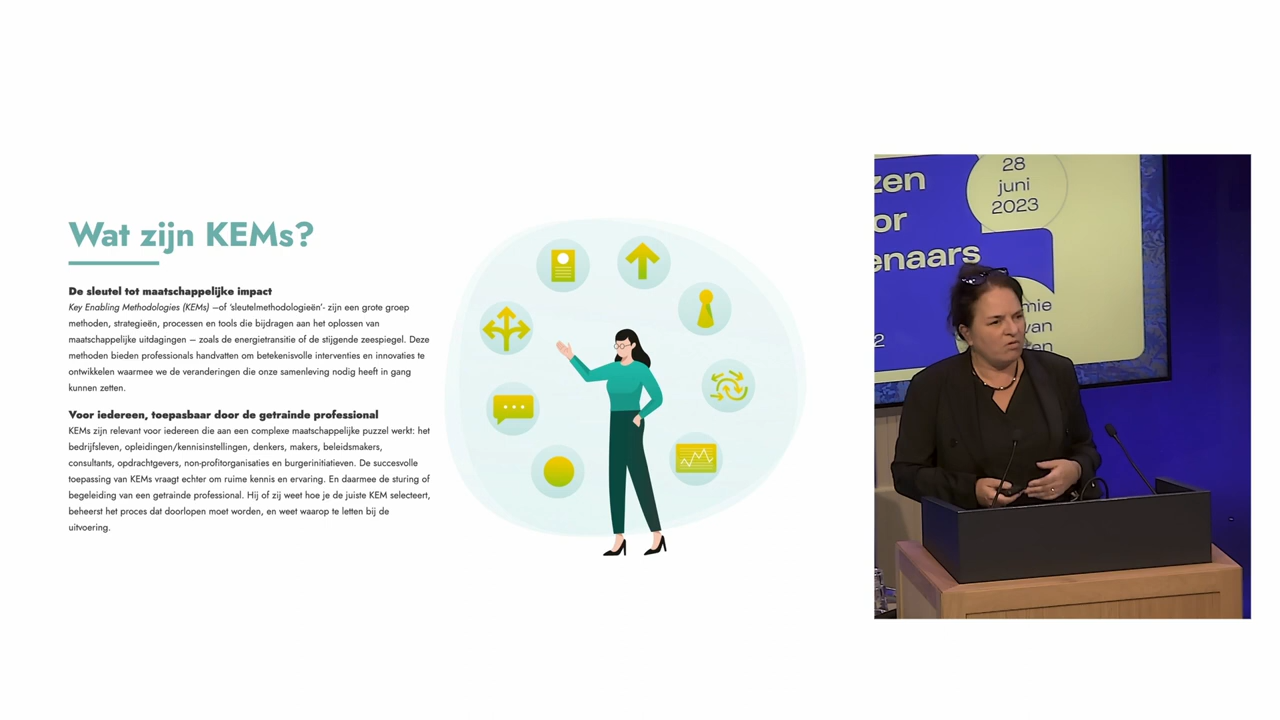 Wat zijn KEMs?
De sleutel tot maatschappelijke impact
Key Enabling Methodologies (KEMs) –of ‘sleutelmethodologieën’- zijn een grote groep
methoden, strategieën, processen en tools die bijdragen aan het oplossen van
maatschappelijke uitdagingen – zoals de energietransitie of de stijgende zeespiegel. Deze
methoden bieden professionals handvatten om betekenisvolle interventies en innovaties te
ontwikkelen waarmee we de veranderingen die onze samenleving nodig heeft in gang
kunnen zetten.
Voor iedereen, toepasbaar door de getrainde professional
KEMs zijn relevant voor iedereen die aan een complexe maatschappelijke puzzel werkt: het
bedrijfsleven, opleidingen/kennisinstellingen, denkers, makers, beleidsmakers,
consultants, opdrachtgevers, non-profitorganisaties en burgerinitiatieven. De succesvolle
toepassing van KEMs vraagt echter om ruime kennis en ervaring. En daarmee de sturing of
begeleiding van een getrainde professional. Hij of zij weet hoe je de juiste KEM selecteert,
beheerst het proces dat doorlopen moet worden, en weet waarop te letten bij de
uitvoering.
zen
or
enaars
28
juni
2023
mie
van
ten
2